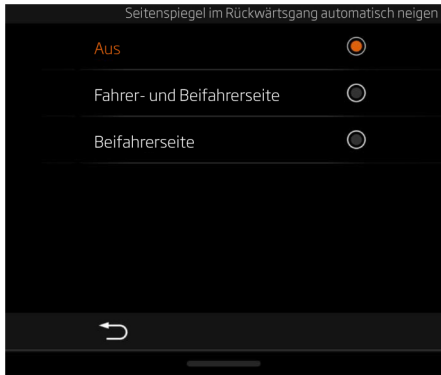 Seitenspiegel im Rückwärtsgang automatisch neigen
Aus
Fahrer- und Beifahrerseite
Beifahrerseite